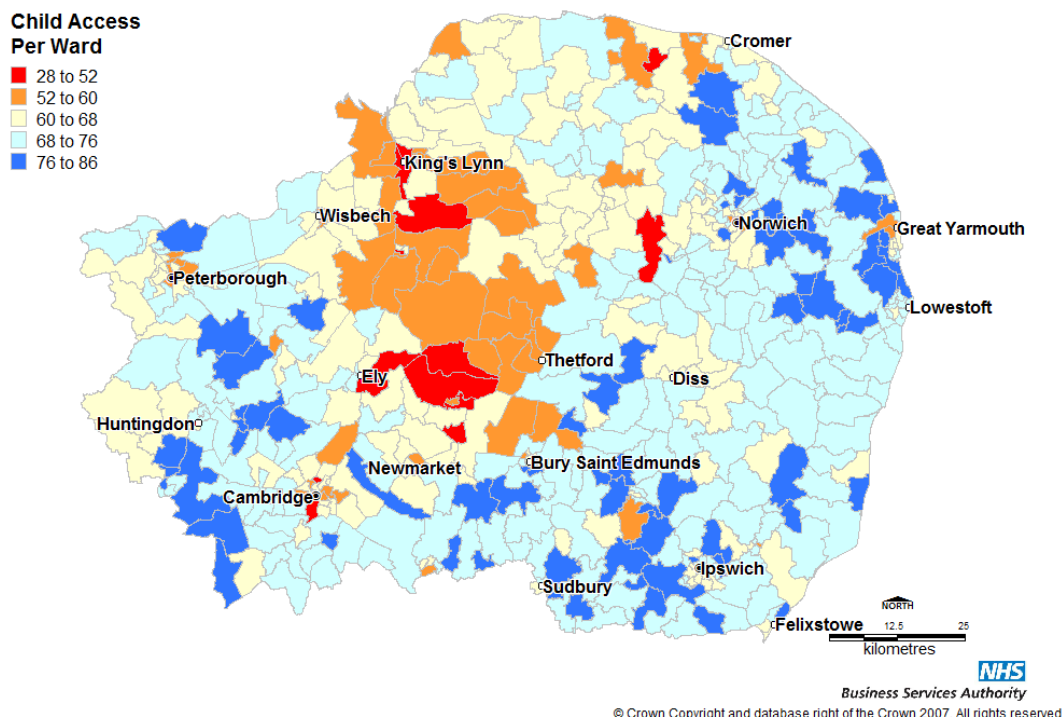 Child Access
Per Ward
28 to 52
52 to 60
60 to 68
68 to 76
76 to 86
Cromer
King's Lynn
Wisbech
Norwich
Great Yarmouth
Peterborough
Lowestoft
Thetford
Ely
Diss
Huntingdon
Newmarket
Bury Saint Edmunds
Cambridge
Ipswich
Sudbury
Felixstowe
NORTH
12.5 25
kilometres
NHS
Business Services Authority
© Crown Copyright and database right of the Crown 2007. All rights reserved